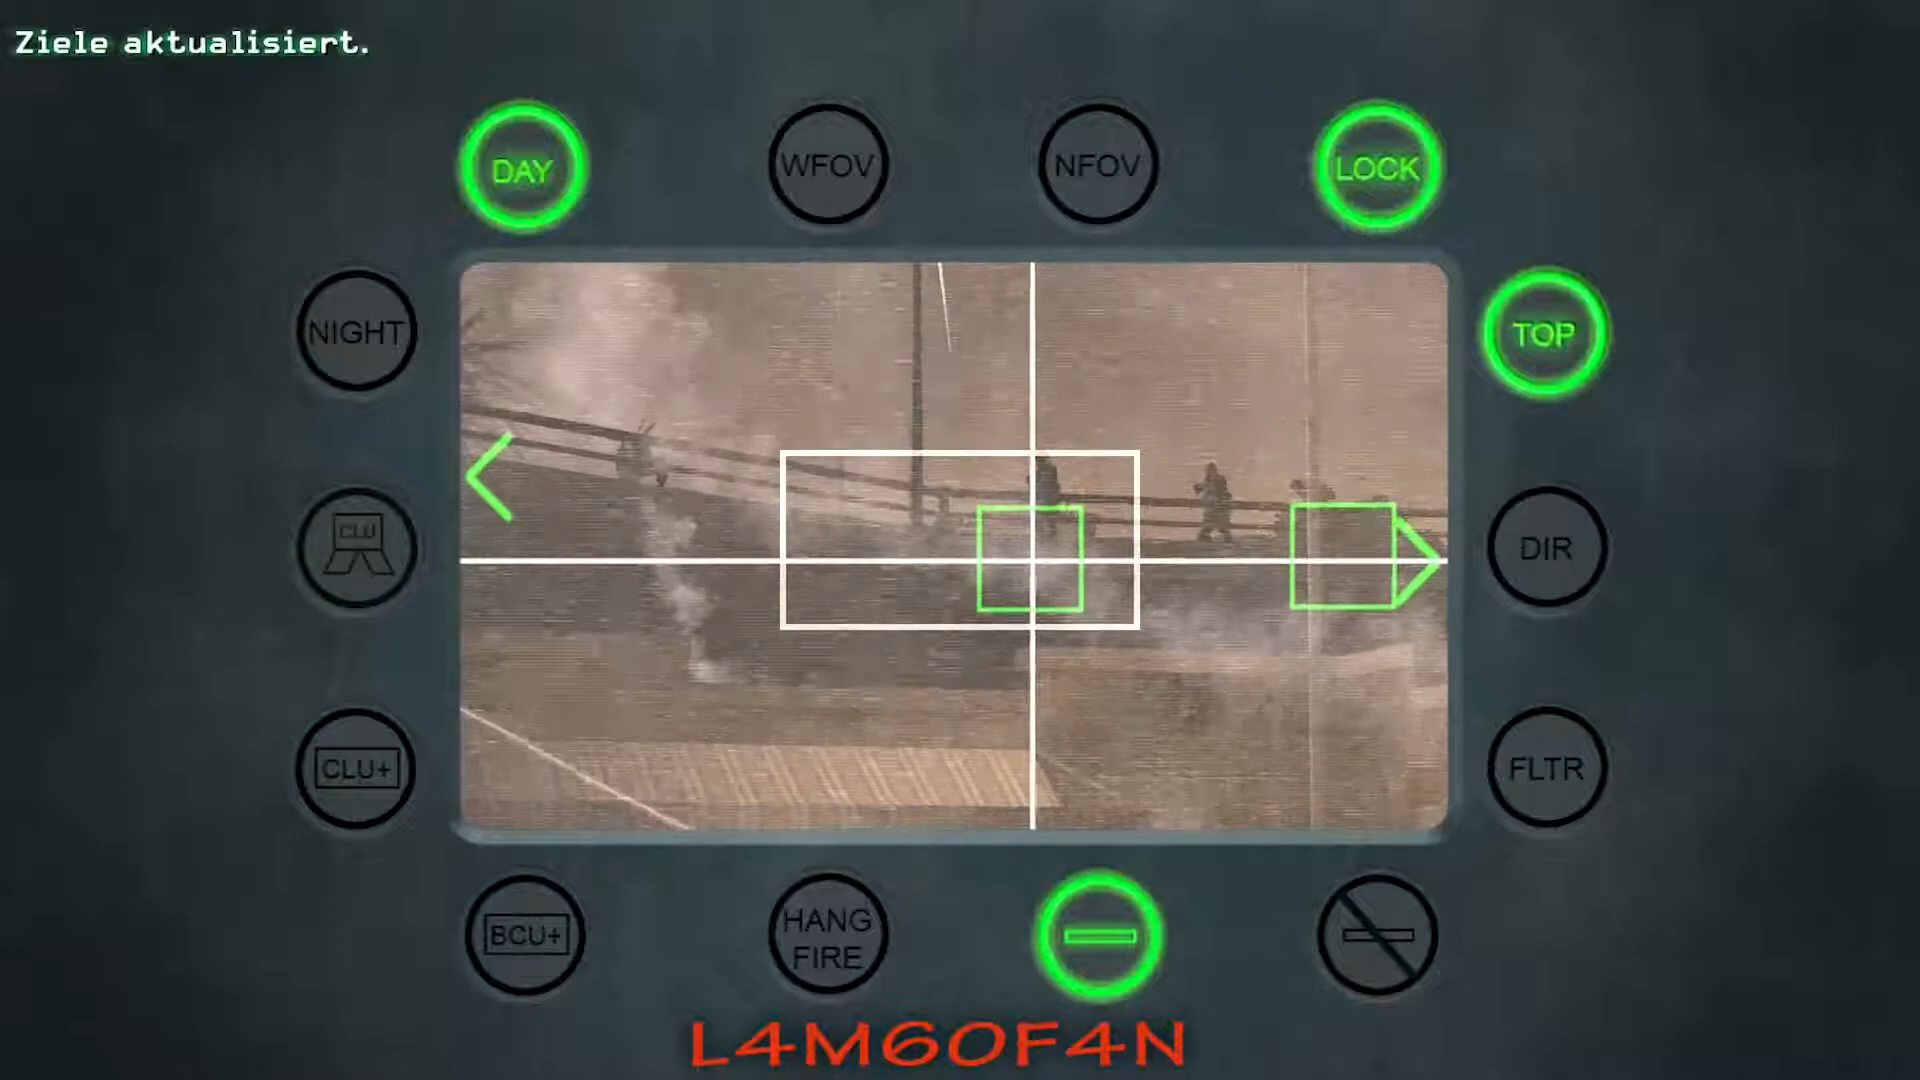 Ziele aktualisiert.
DAY
WFOV
NFOV
LOCK
NIGHT
TOP
CLU
DIR
CLU+
FLTR
BCU+
HANG
FIRE
L4M6OF4N